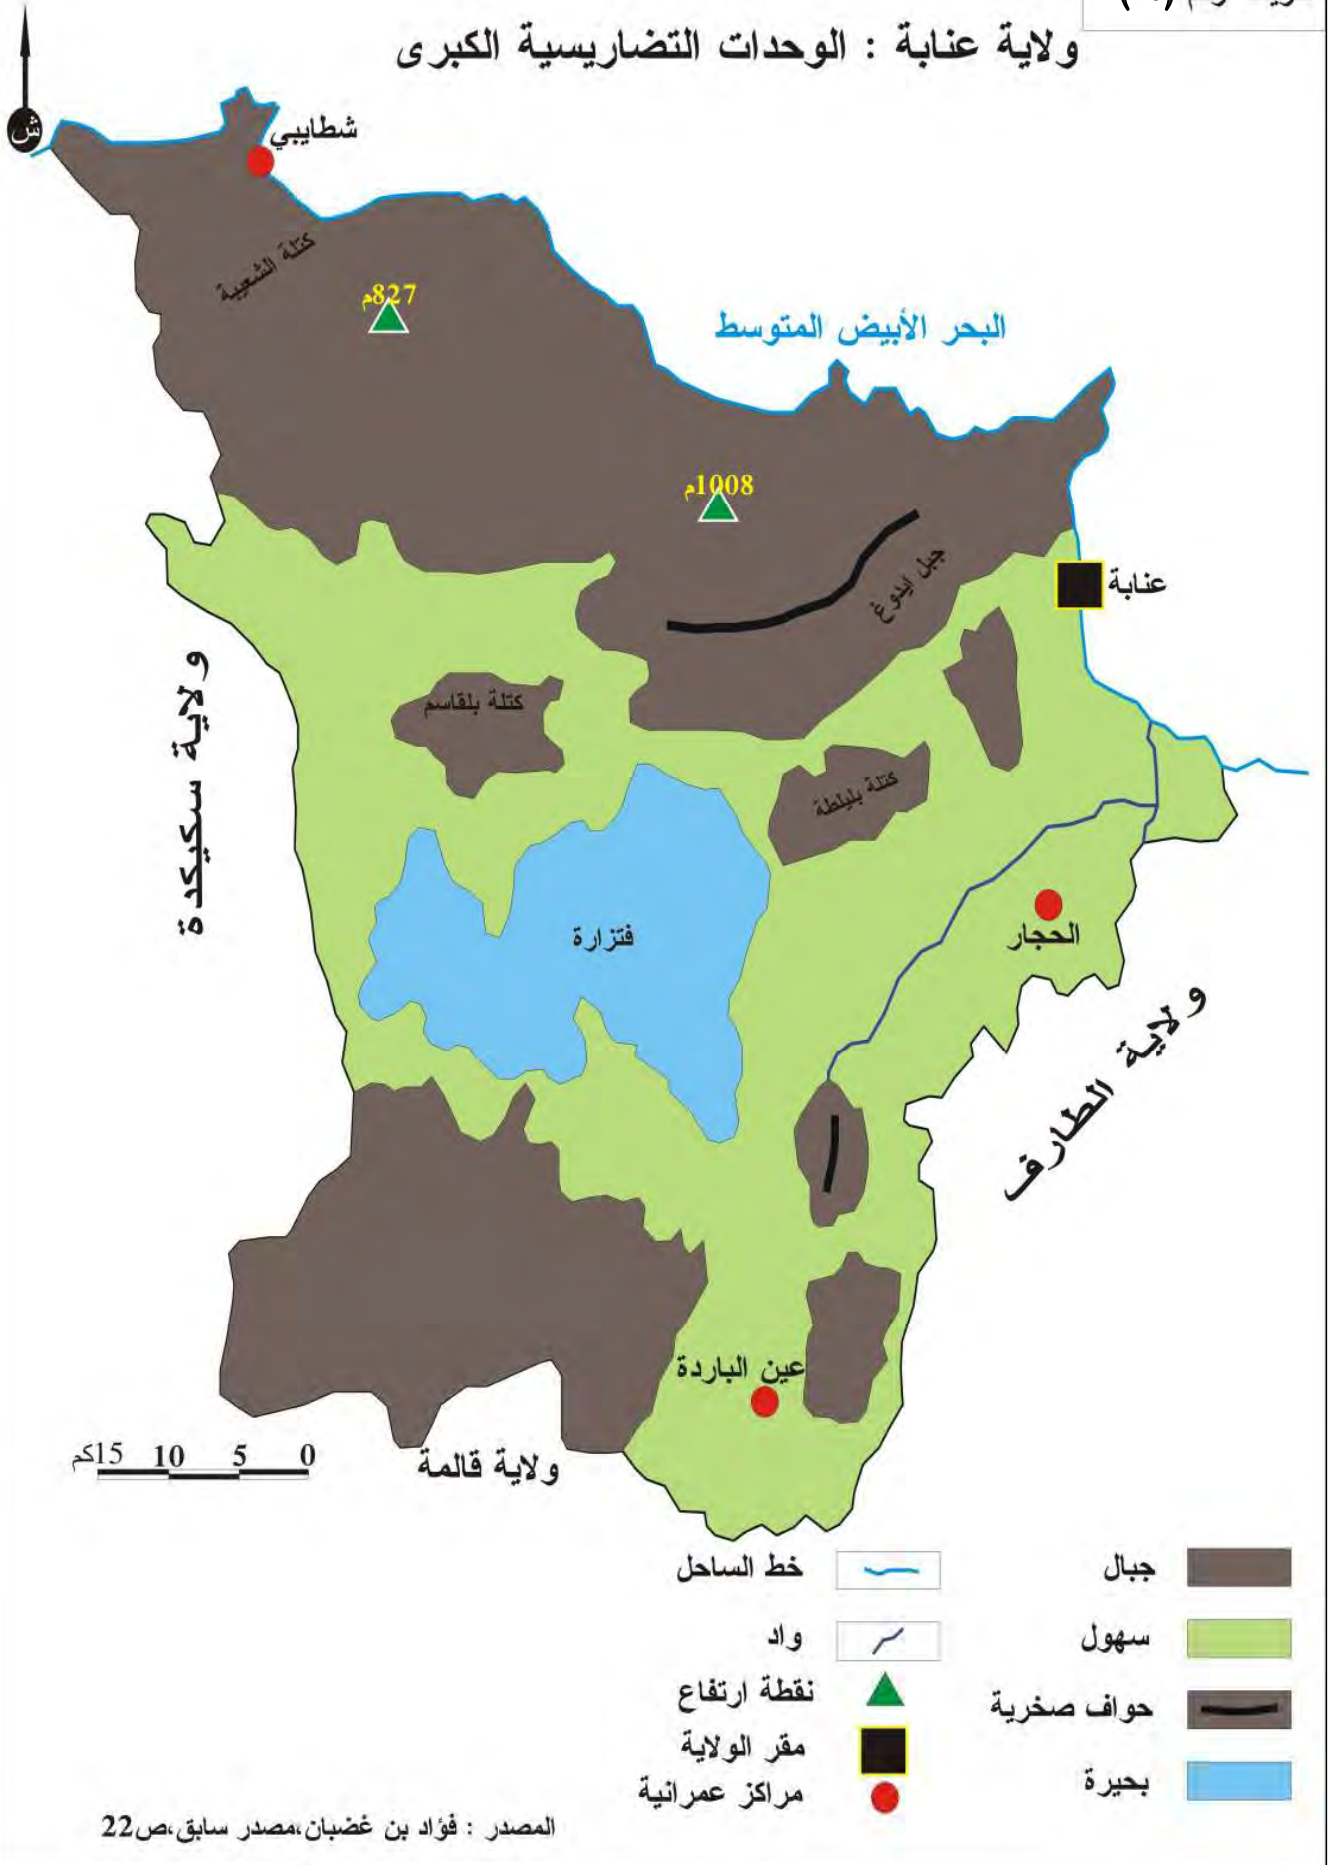 ولاية عنابة : الوحدات التضاريسية الكبرى
ش
شطايبي
كتلة الشعيبية
827م
البحر الأبيض المتوسط
1008م
جبل ايدوغ
عنابة
ولاية سكيكدة
كتلة بلقاسم
كتلة بليلطة
فتزارة
الحجار
ولاية الطارف
عين الباردة
ولاية قالمة
0 5 10 15كم
جبال
خط الساحل
سهول
واد
حواف صخرية
نقطة ارتفاع
مقر الولاية
بحيرة
مراكز عمرانية
المصدر : فؤاد بن غضبان،مصدر سابق،ص22